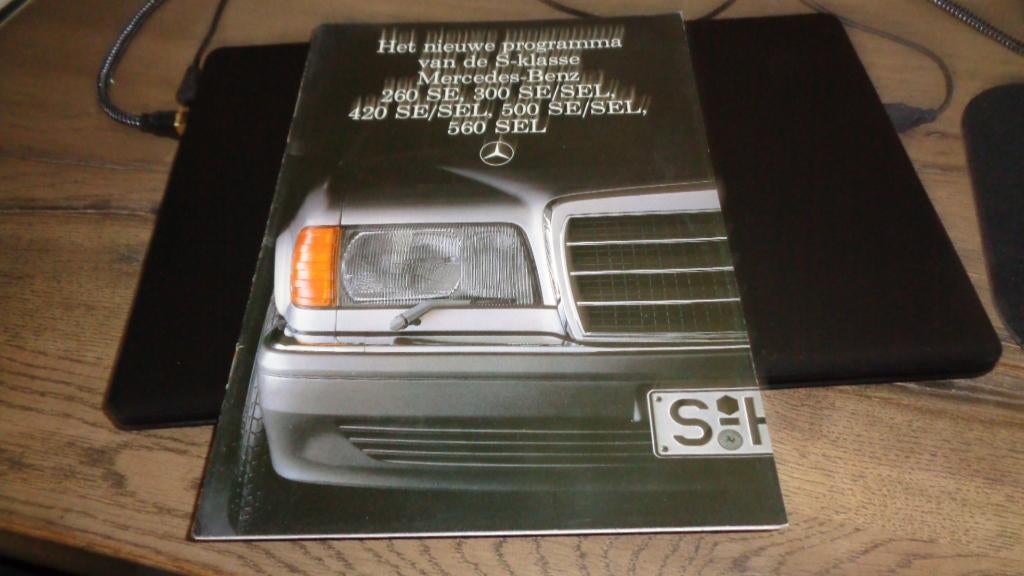 Het nieuwe programma
van de S-klasse
Mercedes-Benz
260 SE, 300 SE/SEL,
420 SE/SEL, 500 SE/SEL,
560 SEL
S H